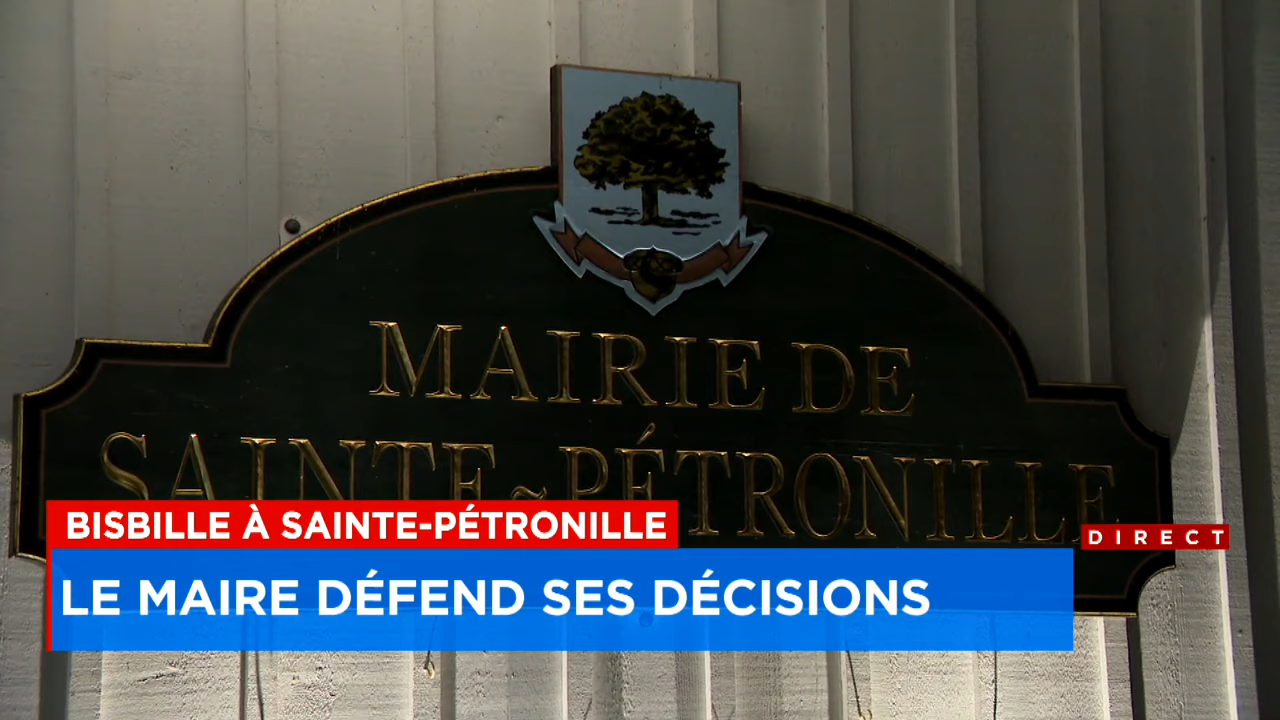 MAIRIE DE
SAINTE~PÉTRONILLE
BISBILLE À SAINTE-PÉTRONILLE
DIRECT
LE MAIRE DÉFEND SES DÉCISIONS